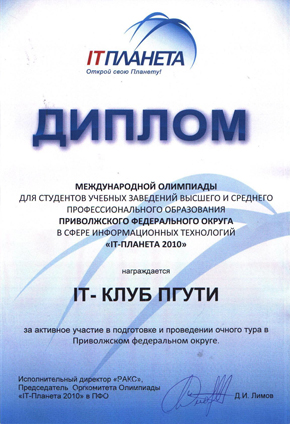 ITПЛАНЕТА
Открой свою Планету!
ДИПЛОМ
МЕЖДУНАРОДНОЙ ОЛИМПИАДЫ
ДЛЯ СТУДЕНТОВ УЧЕБНЫХ ЗАВЕДЕНИЙ ВЫСШЕГО И СРЕДНЕГО
ПРОФЕССИОНАЛЬНОГО ОБРАЗОВАНИЯ
ПРИВОЛЖСКОГО ФЕДЕРАЛЬНОГО ОКРУГА
В СФЕРЕ ИНФОРМАЦИОННЫХ ТЕХНОЛОГИЙ
«IT-ПЛАНЕТА 2010»
награждается
IT- КЛУБ ПГУТИ
за активное участие в подготовке и проведении очного тура в
Приволжском федеральном округе.
Исполнительный директор «РАКС»,
Председатель Оргкомитета Олимпиады
«IT-Планета 2010» в ПФО
Д.И. Лимов